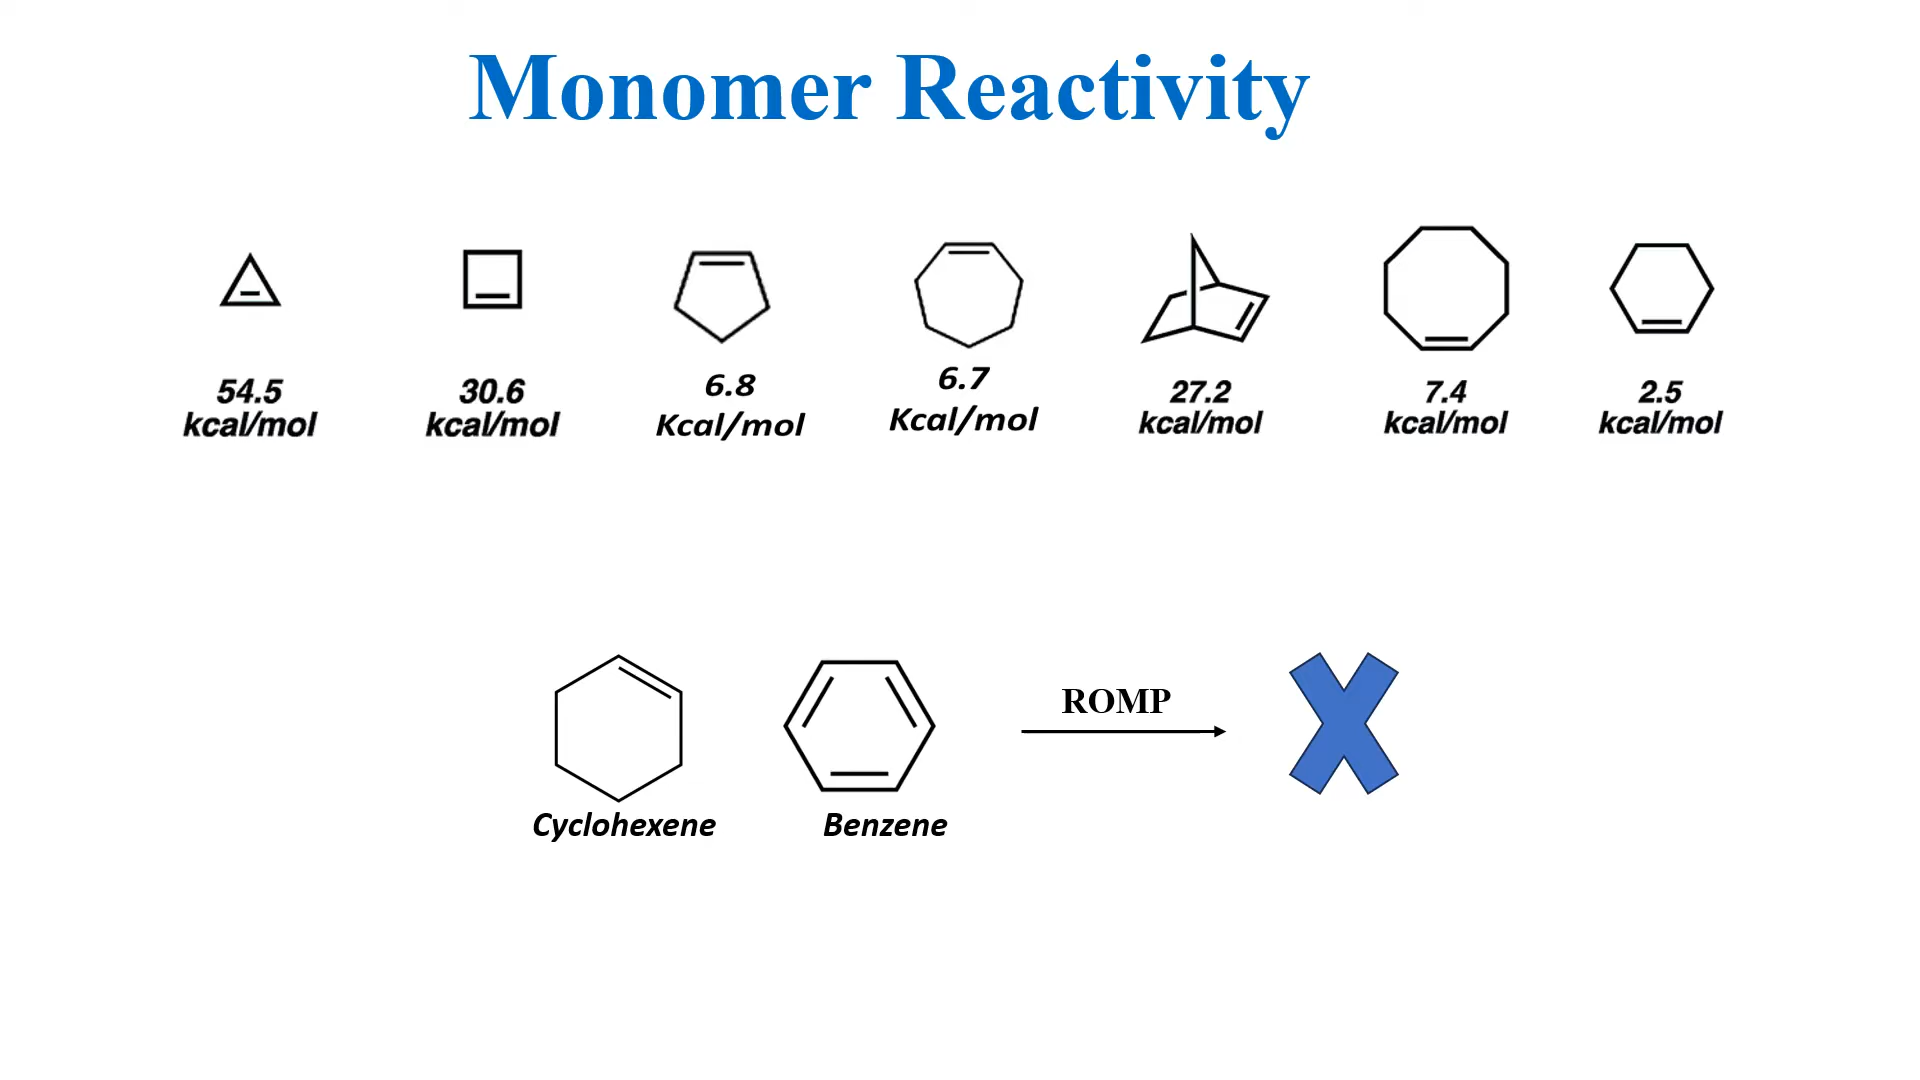 Monomer Reactivity
54.5
kcal/mol
30.6
kcal/mol
6.8
Kcal/mol
6.7
Kcal/mol
27.2
kcal/mol
7.4
kcal/mol
2.5
kcal/mol
ROMP
Cyclohexene
Benzene